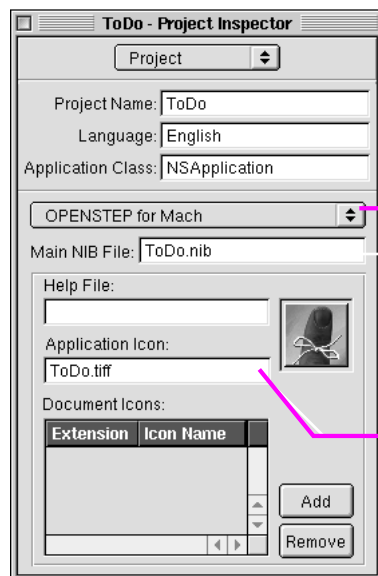 ToDo - Project Inspector
Project
Project Name: ToDo
Language: English
Application Class: NSApplication
OPENSTEP for Mach
Main NIB File: ToDo.nib
Help File:
Application Icon:
ToDo.tiff
Document Icons:
Extension Icon Name
Add
Remove